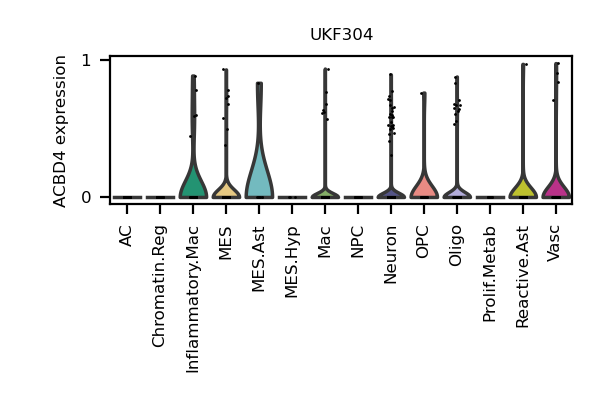 UKF304
ACBD4 expression
1
0
AC
Chromatin.Reg
Inflammatory.Mac
MES
MES.Ast
MES.Hyp
Mac
NPC
Neuron
OPC
Oligo
Prolif.Metab
Reactive.Ast
Vasc